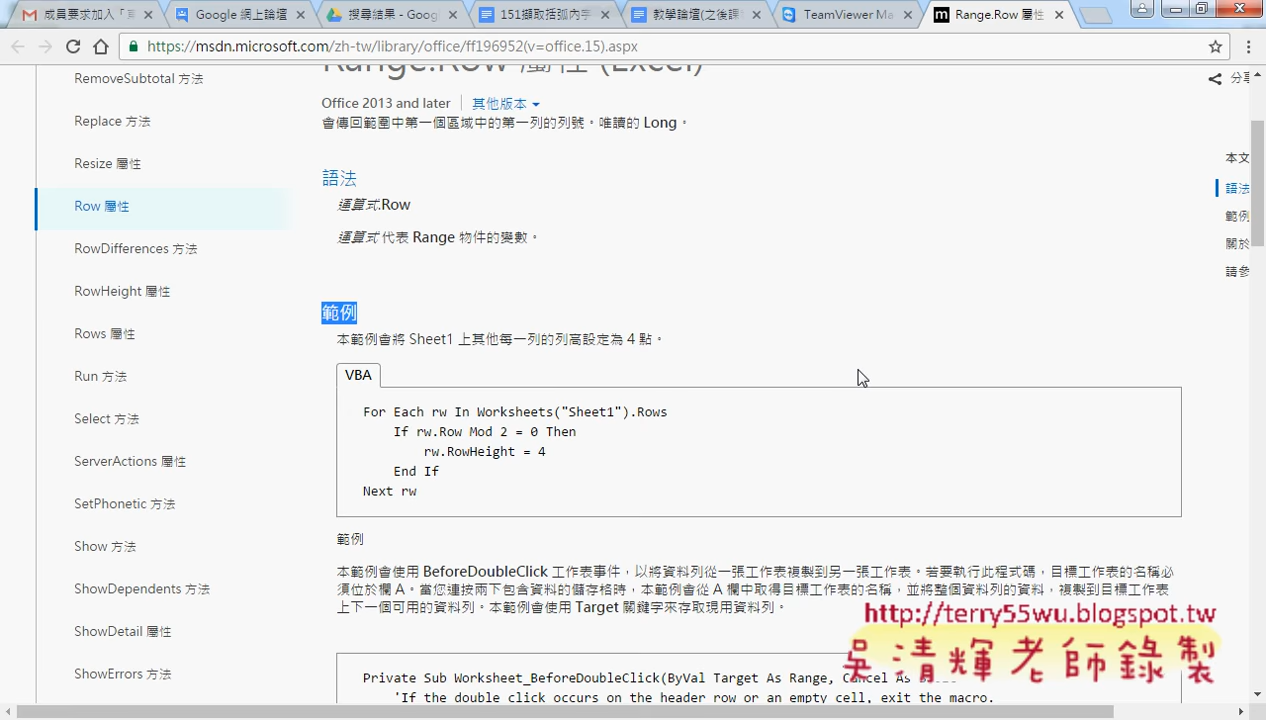 成員要求加入「東
Google 網上論壇
搜尋結果 - Goog
151擷取括弧內字
教學論壇(之後課
TeamViewer Ma
Range.Row 屬性
https://msdn.microsoft.com/zh-tw/library/office/ff196952(v=office.15).aspx
Range.Row 屬性 (Excel)
分享
Office 2013 and later
其他版本
會傳回範圍中第一個區域中的第一列的列號。唯讀的 Long。
語法
運算式.Row
運算式 代表 Range 物件的變數。
範例
本範例會將 Sheet1 上其他每一列的列高設定為 4 點。
VBA
For Each rw In Worksheets("Sheet1").Rows
If rw.Row Mod 2 = 0 Then
rw.RowHeight = 4
End If
Next rw
範例
本範例會使用 BeforeDoubleClick 工作表事件，以將資料列從一張工作表複製到另一張工作表。若要執行此程式碼，目標工作表的名稱必
須位於欄 A。當您連按兩下包含資料的儲存格時，本範例會從 A 欄中取得目標工作表的名稱，並將整個資料列的資料，複製到目標工作表
上下一個可用的資料列。本範例會使用 Target 關鍵字來存取現用資料列。
Private Sub Worksheet_BeforeDoubleClick(ByVal Target As Range, Cancel As
'If the double click occurs on the header row or an empty cell, exit the macro.
RemoveSubtotal 方法
Replace 方法
Resize 屬性
Row 屬性
RowDifferences 方法
RowHeight 屬性
Rows 屬性
Run 方法
Select 方法
ServerActions 屬性
SetPhonetic 方法
Show 方法
ShowDependents 方法
ShowDetail 屬性
ShowErrors 方法
本文
語法
範例
關於
請參
http://terry55wu.blogspot.tw
吳清輝老師錄製